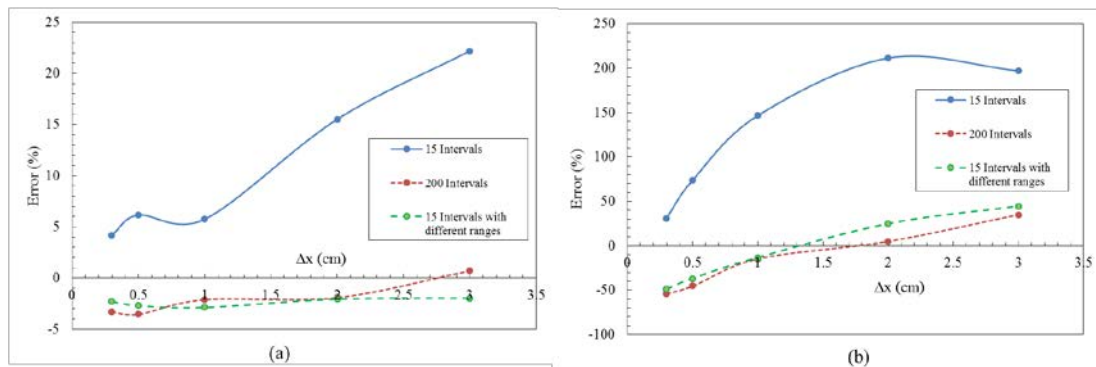 25
20
15
10
5
0
-5
Error (%)
0 0.5 1 1.5 2 2.5 3 3.5
Δx (cm)
15 Intervals
200 Intervals
15 Intervals with
different ranges
(a)
250
200
150
100
50
0
-50
-100
Error (%)
0 0.5 1 1.5 2 2.5 3 3.5
Δx (cm)
15 Intervals
200 Intervals
15 Intervals with
different ranges
(b)